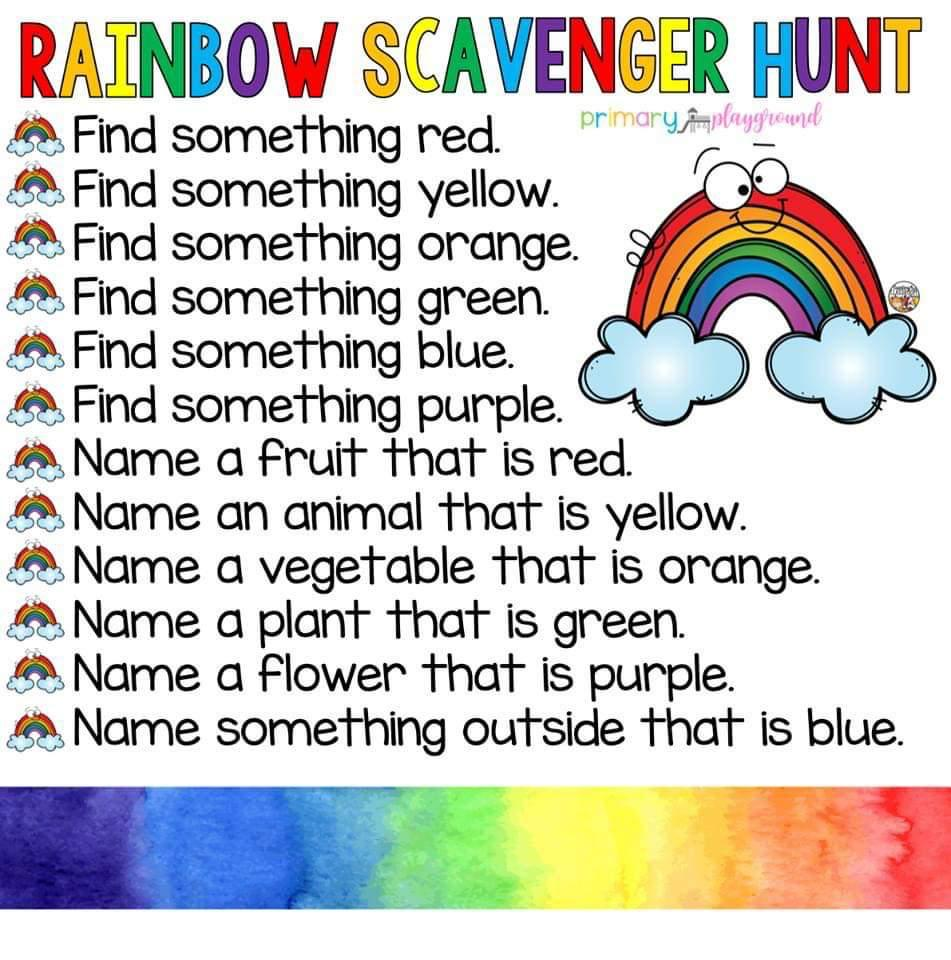 RAINBOW SCAVENGER HUNT
primary playground
Find something red.
Find something yellow.
Find something orange.
Find something green.
Find something blue.
Find something purple.
Name a fruit that is red.
Name an animal that is yellow.
Name a vegetable that is orange.
Name a plant that is green.
Name a flower that is purple.
Name something outside that is blue.